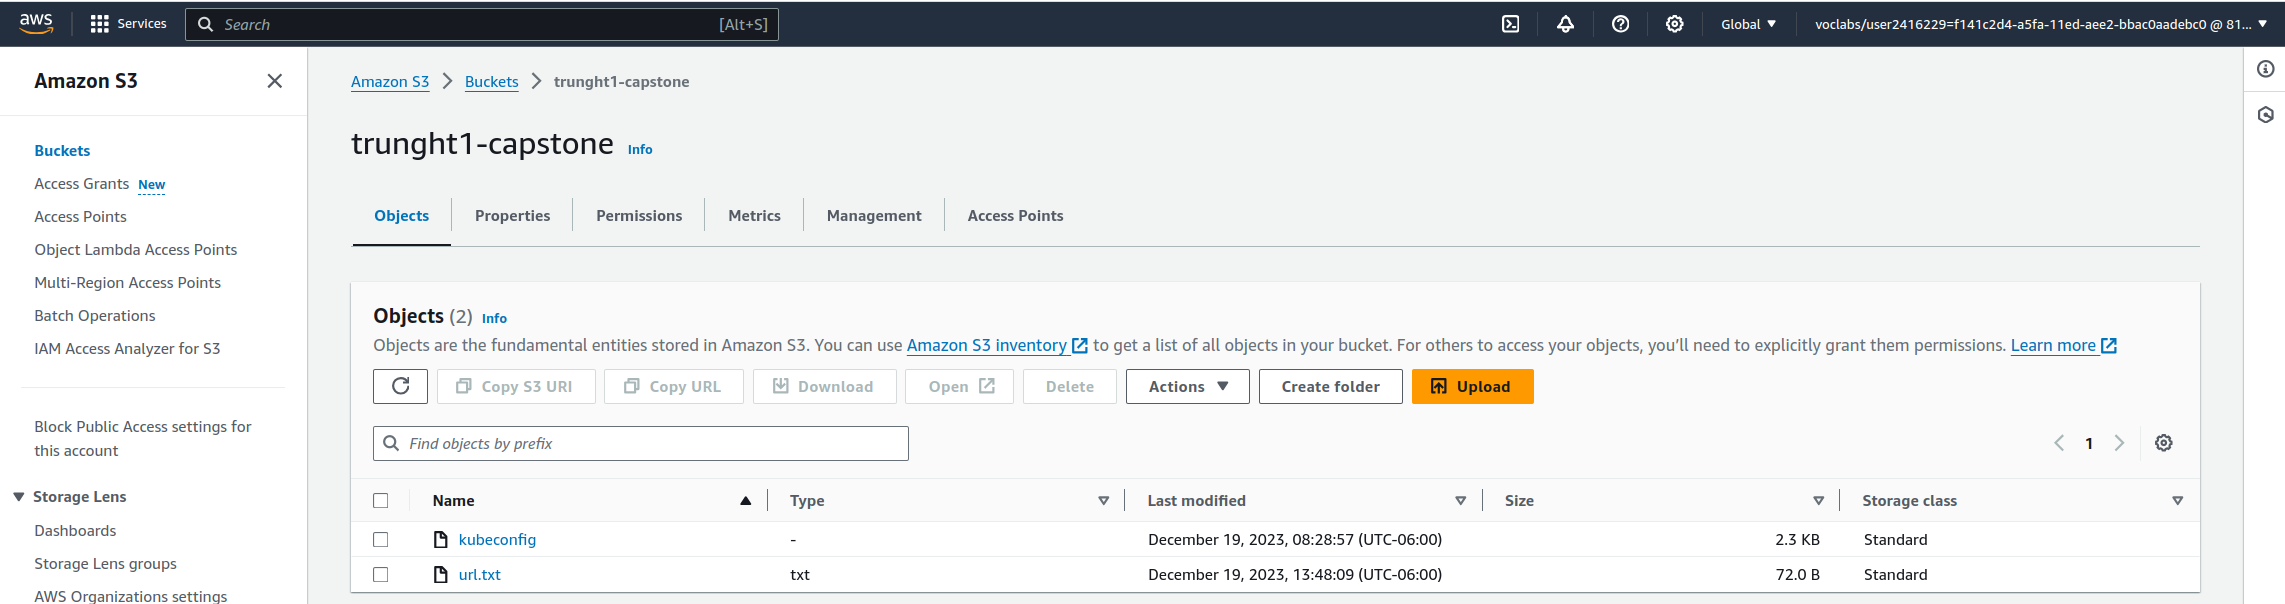 aws Services Search [Alt+S] Global voclabs/user2416229=f141c2d4-a5fa-11ed-aee2-bbac0aadebc0 @ 81...
Amazon S3
Buckets
Access Grants New
Access Points
Object Lambda Access Points
Multi-Region Access Points
Batch Operations
IAM Access Analyzer for S3
Block Public Access settings for
this account
Storage Lens
Dashboards
Storage Lens groups
AWS Organizations settings
Amazon S3 Buckets trunght1-capstone
trunght1-capstone Info
Objects Properties Permissions Metrics Management Access Points
Objects (2) Info
Objects are the fundamental entities stored in Amazon S3. You can use Amazon S3 inventory to get a list of all objects in your bucket. For others to access your objects, you'll need to explicitly grant them permissions. Learn more
Copy S3 URI Copy URL Download Open Delete Actions Create folder Upload
Find objects by prefix 1
Name Type Last modified Size Storage class
kubeconfig - December 19, 2023, 08:28:57 (UTC-06:00) 2.3 KB Standard
url.txt txt December 19, 2023, 13:48:09 (UTC-06:00) 72.0 B Standard